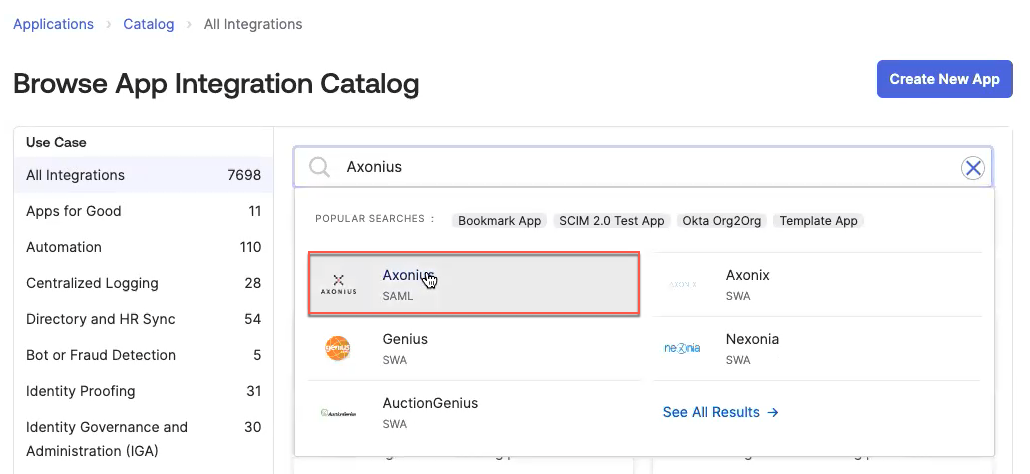 Applications > Catalog > All Integrations
Browse App Integration Catalog
Create New App
Use Case
All Integrations 7698
Apps for Good 11
Automation 110
Centralized Logging 28
Directory and HR Sync 54
Bot or Fraud Detection 5
Identity Proofing 31
Identity Governance and 30
Administration (IGA)
Axonius
POPULAR SEARCHES : Bookmark App SCIM 2.0 Test App Okta Org2Org Template App
AXONIUS
Axonius
SAML
AXONIX
Axonix
SWA
genius
Genius
SWA
nexonia
Nexonia
SWA
AuctionGenius
AuctionGenius
SWA
See All Results →